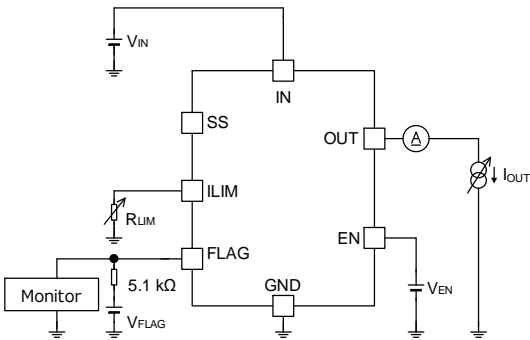 VIN
IN
SS
OUT
A
IOUT
ILIM
RLIM
EN
FLAG
5.1 kΩ
GND
Monitor
VFLAG
VEN